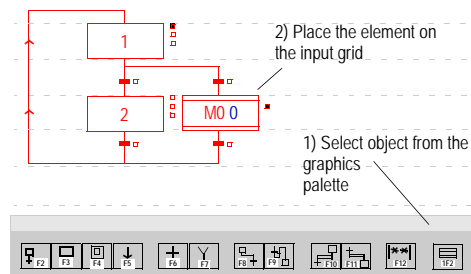 1
2) Place the element on
the input grid
2
M0 0
1) Select object from the
graphics
palette
F2 F3 F4 F5 F6 F7 F8 F9 F10 F11 F12 1F2